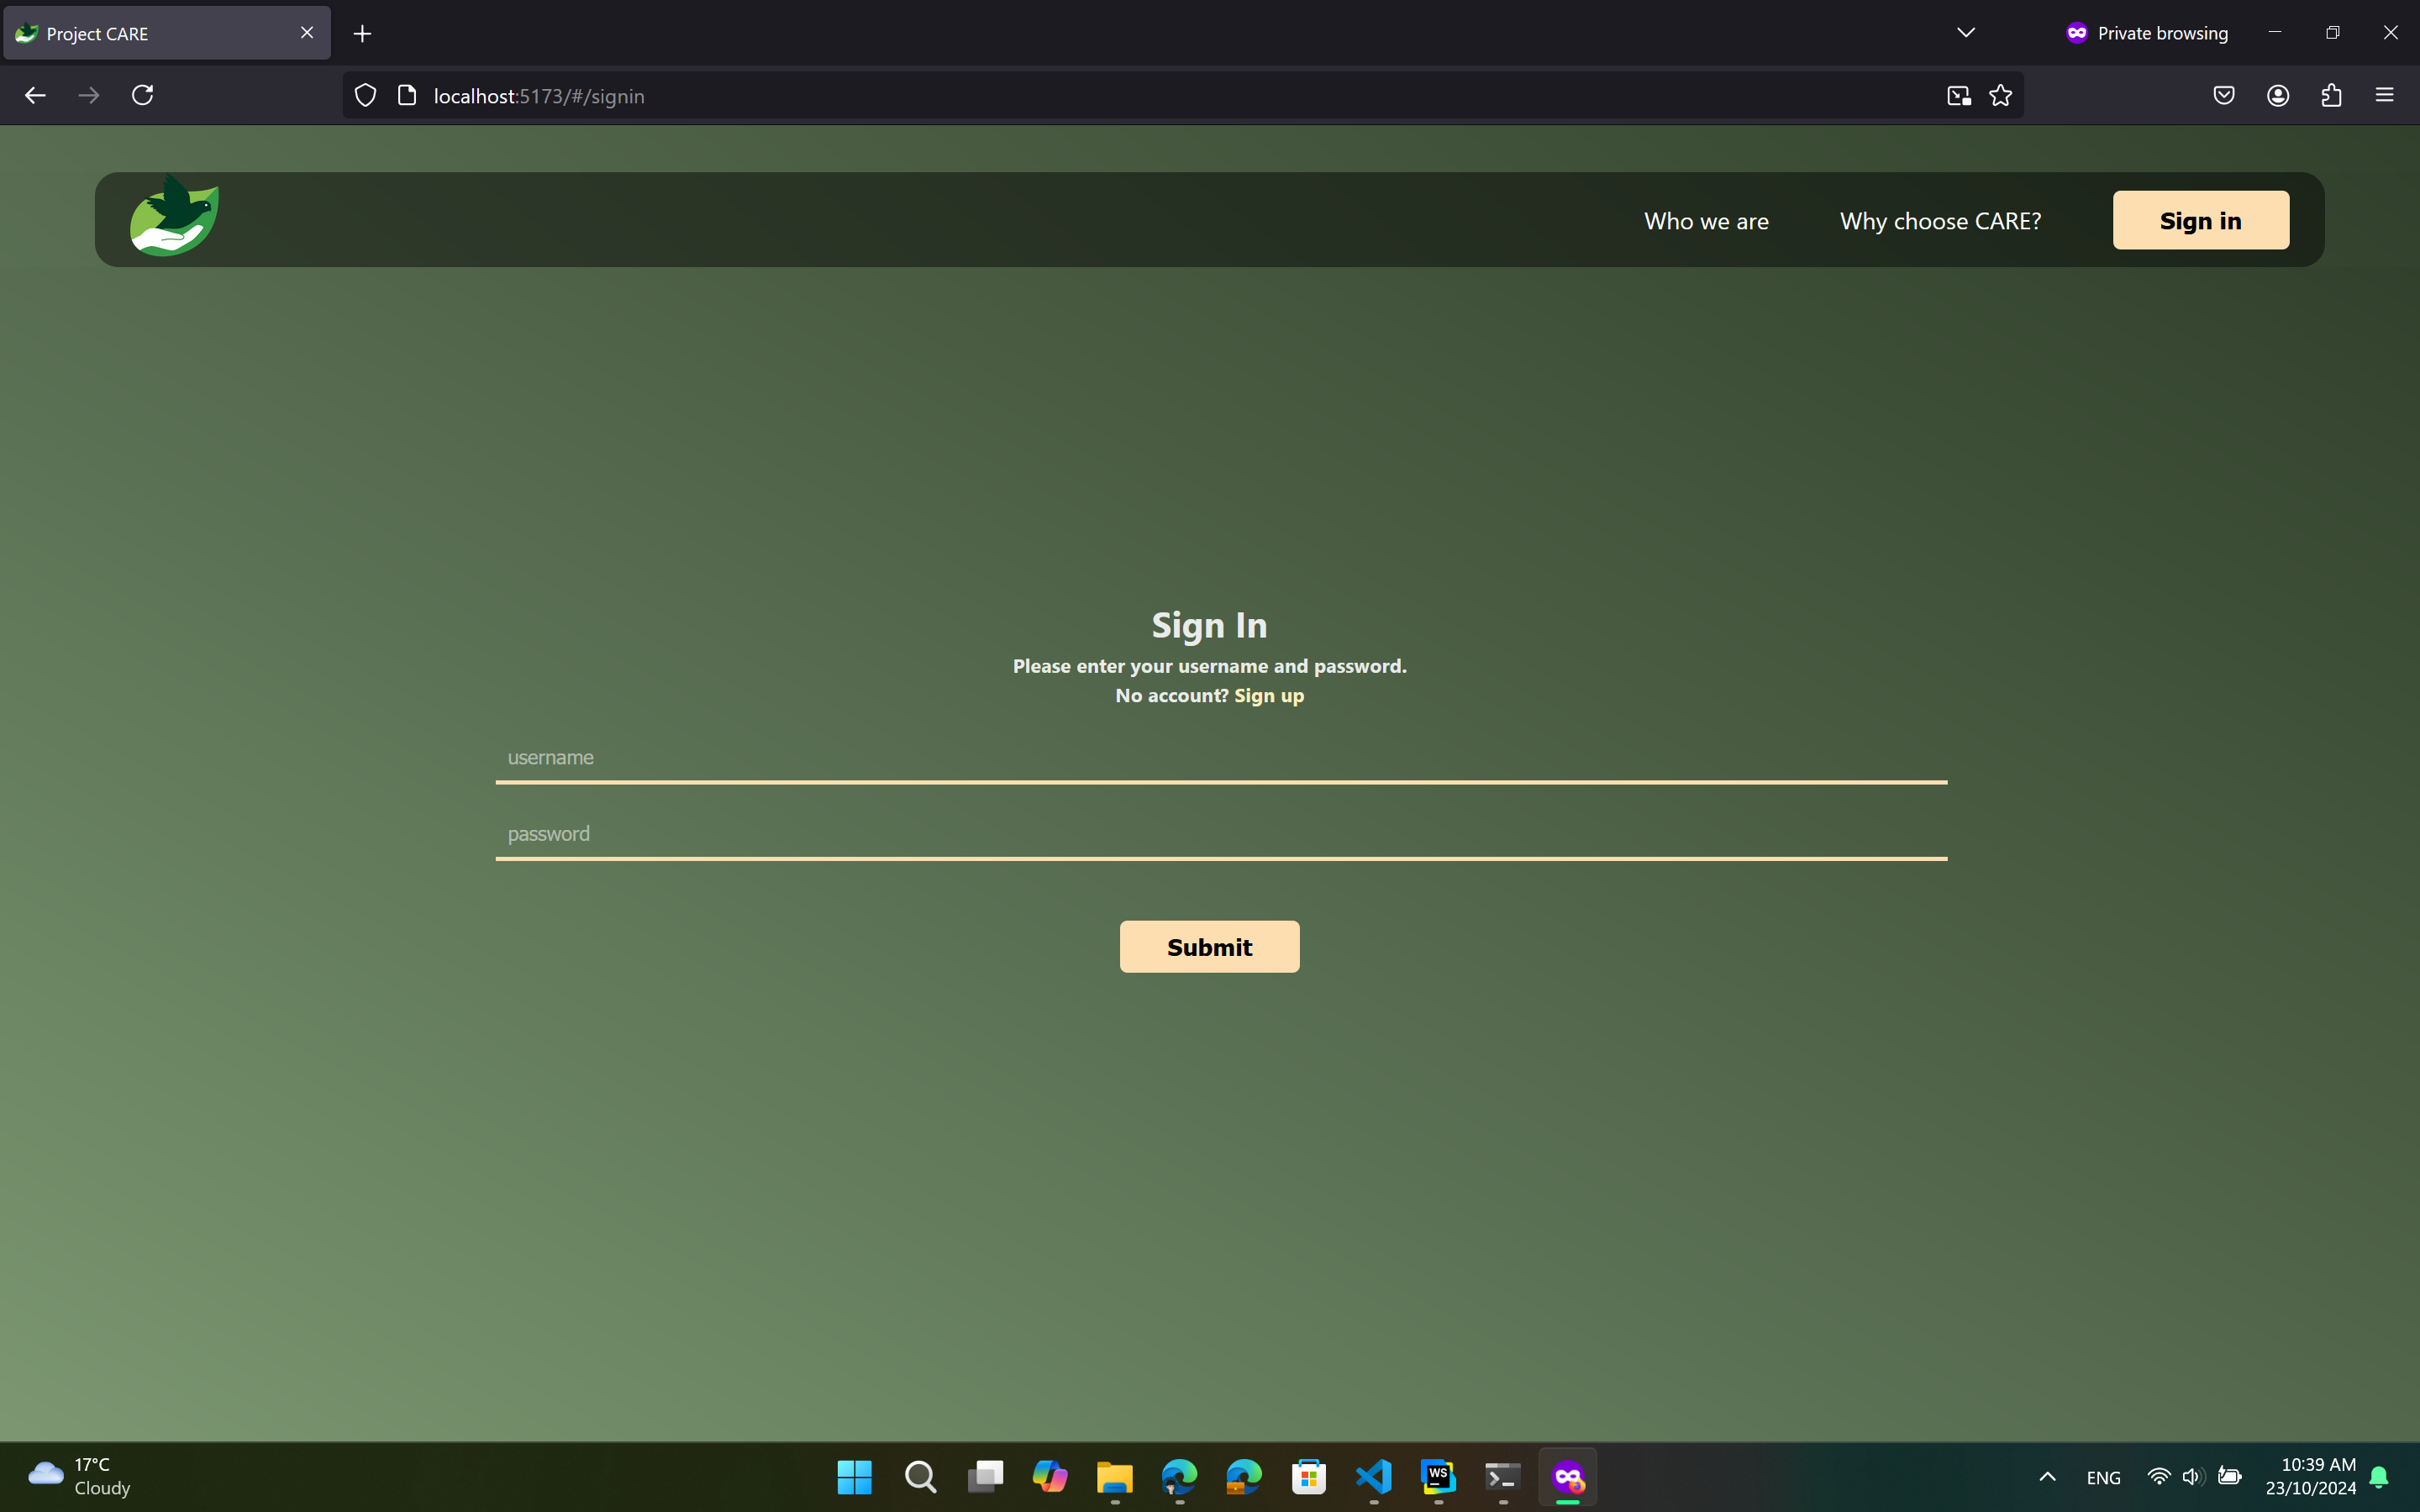 Project CARE
Private browsing
localhost:5173/#/signin
Who we are
Why choose CARE?
Sign in
Sign In
Please enter your username and password.
No account? Sign up
username
password
Submit
17°C
Cloudy
WS
ENG
10:39 AM
23/10/2024